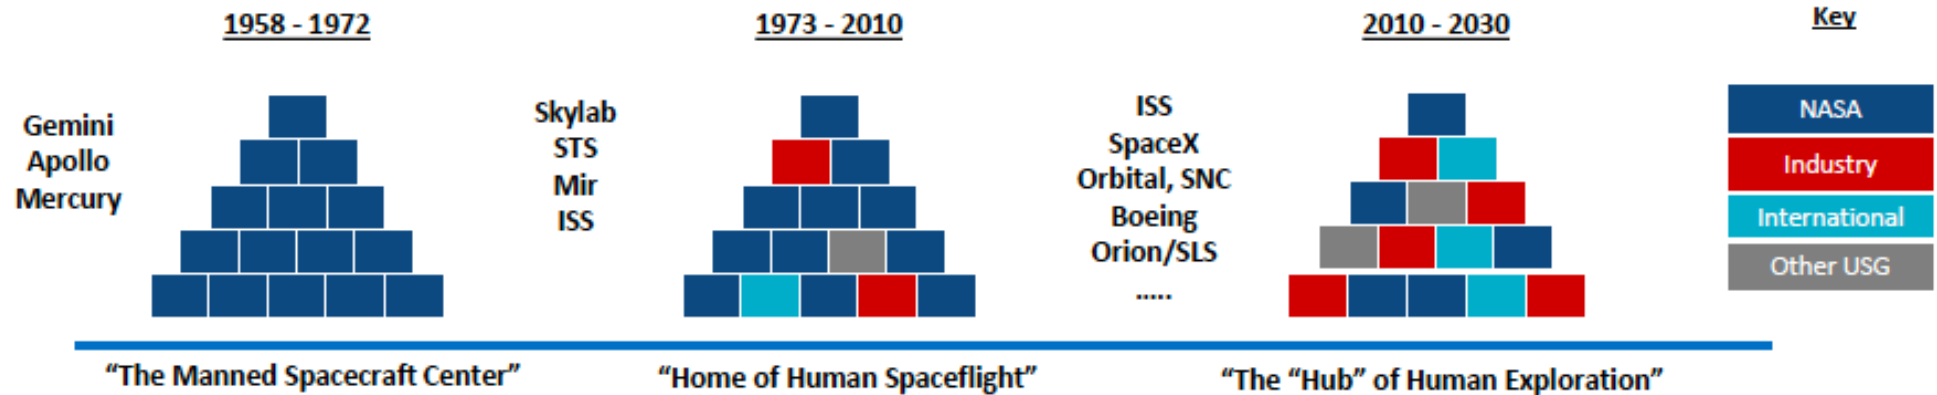 1958 - 1972
Gemini
Apollo
Mercury
"The Manned Spacecraft Center"
1973 - 2010
Skylab
STS
Mir
ISS
"Home of Human Spaceflight"
2010 - 2030
ISS
SpaceX
Orbital, SNC
Boeing
Orion/SLS
.....
"The "Hub" of Human Exploration"
Key
NASA
Industry
International
Other USG